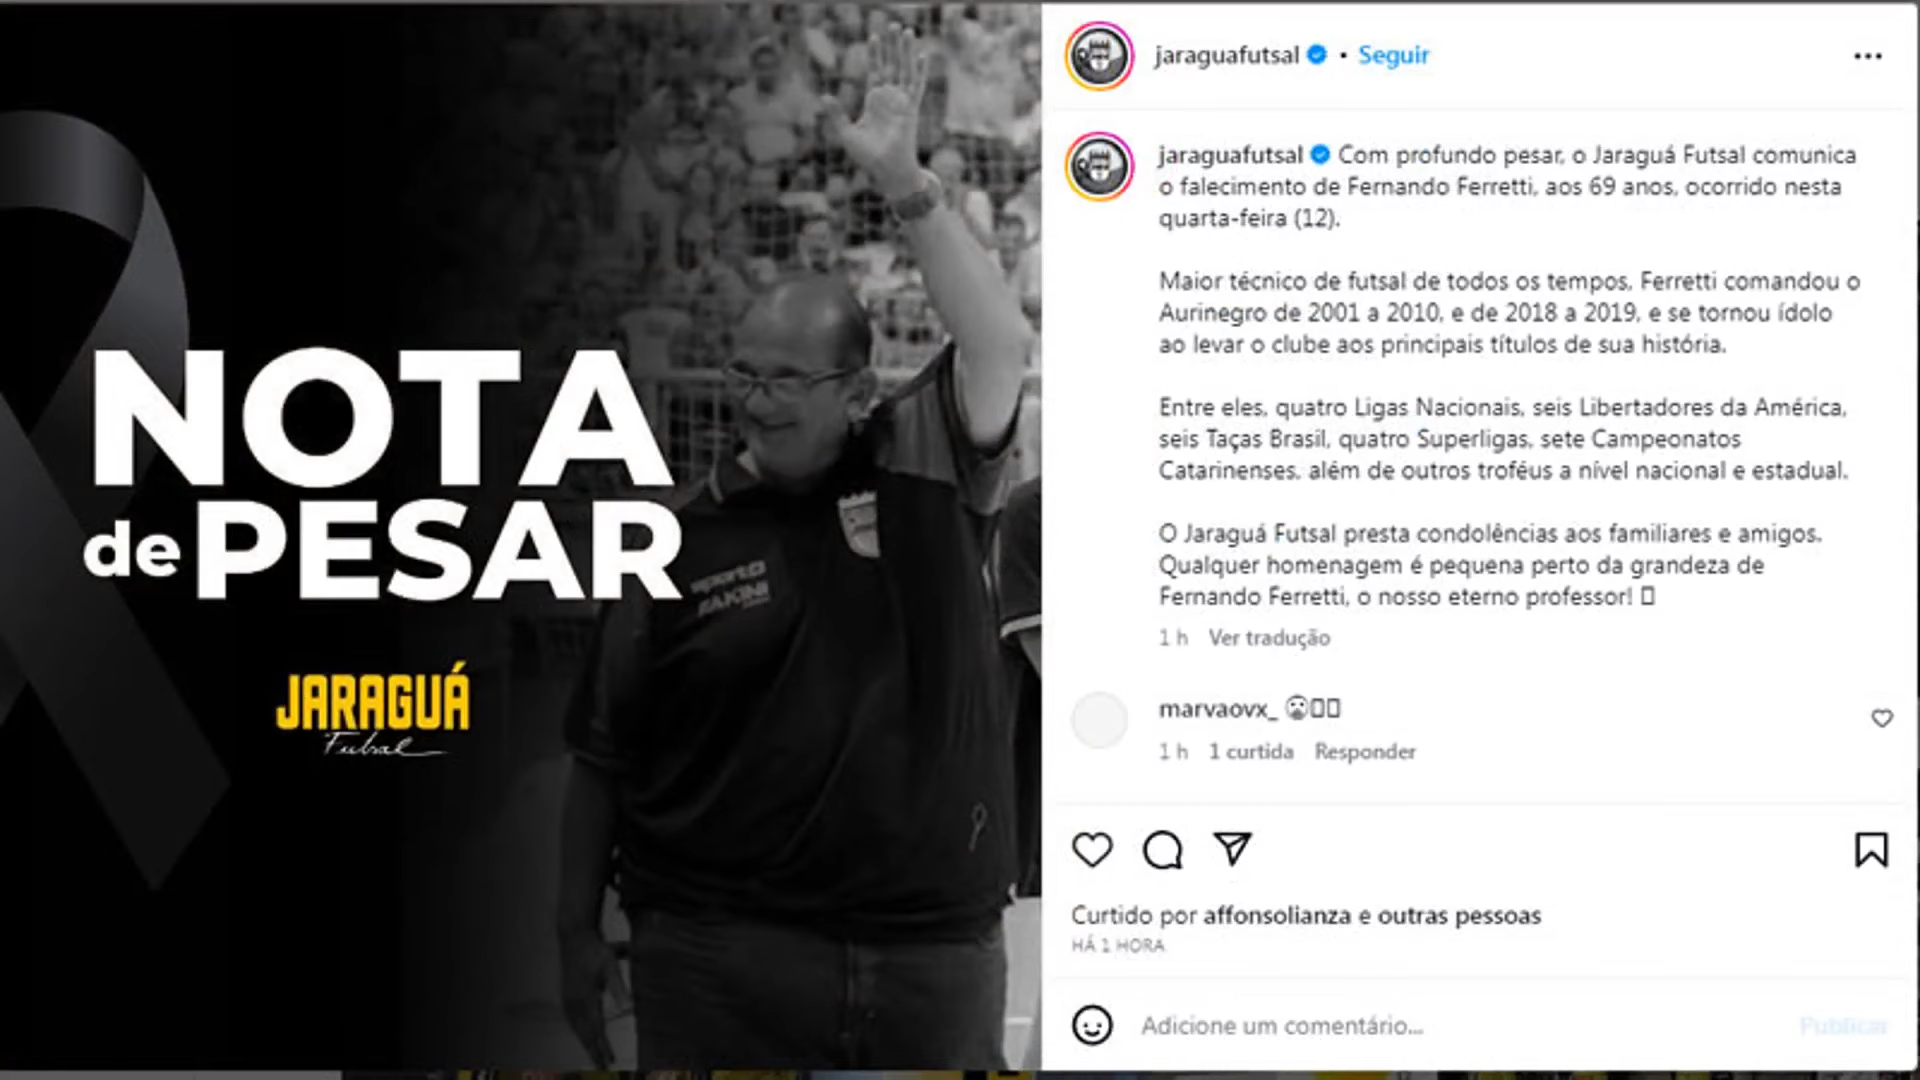 NOTA
de PESAR
JARAGUÁ
Futsal
sporto
jaraguafutsal • Seguir
jaraguafutsal Com profundo pesar, o Jaraguá Futsal comunica
o falecimento de Fernando Ferretti, aos 69 anos, ocorrido nesta
quarta-feira (12).
Maior técnico de futsal de todos os tempos, Ferretti comandou o
Aurinegro de 2001 a 2010, e de 2018 a 2019, e se tornou ídolo
ao levar o clube aos principais títulos de sua história.
Entre eles, quatro Ligas Nacionais, seis Libertadores da América,
seis Taças Brasil, quatro Superligas, sete Campeonatos
Catarinenses, além de outros troféus a nível nacional e estadual.
O Jaraguá Futsal presta condolências aos familiares e amigos.
Qualquer homenagem é pequena perto da grandeza de
Fernando Ferretti, o nosso eterno professor!
1 h Ver tradução
marvaovx_
1 h 1 curtida Responder
Curtido por affonsolianza e outras pessoas
HÁ 1 HORA
Adicione um comentário...
Publicar